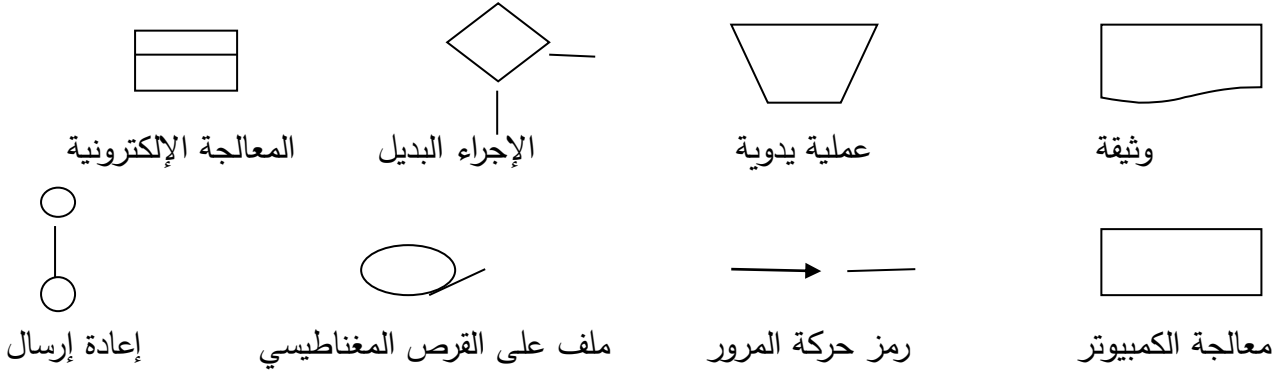 وثيقة عملية يدوية الإجراء البديل المعالجة الإلكترونية
معالجة الكمبيوتر رمز حركة المرور ملف على القرص المغناطيسي إعادة إرسال